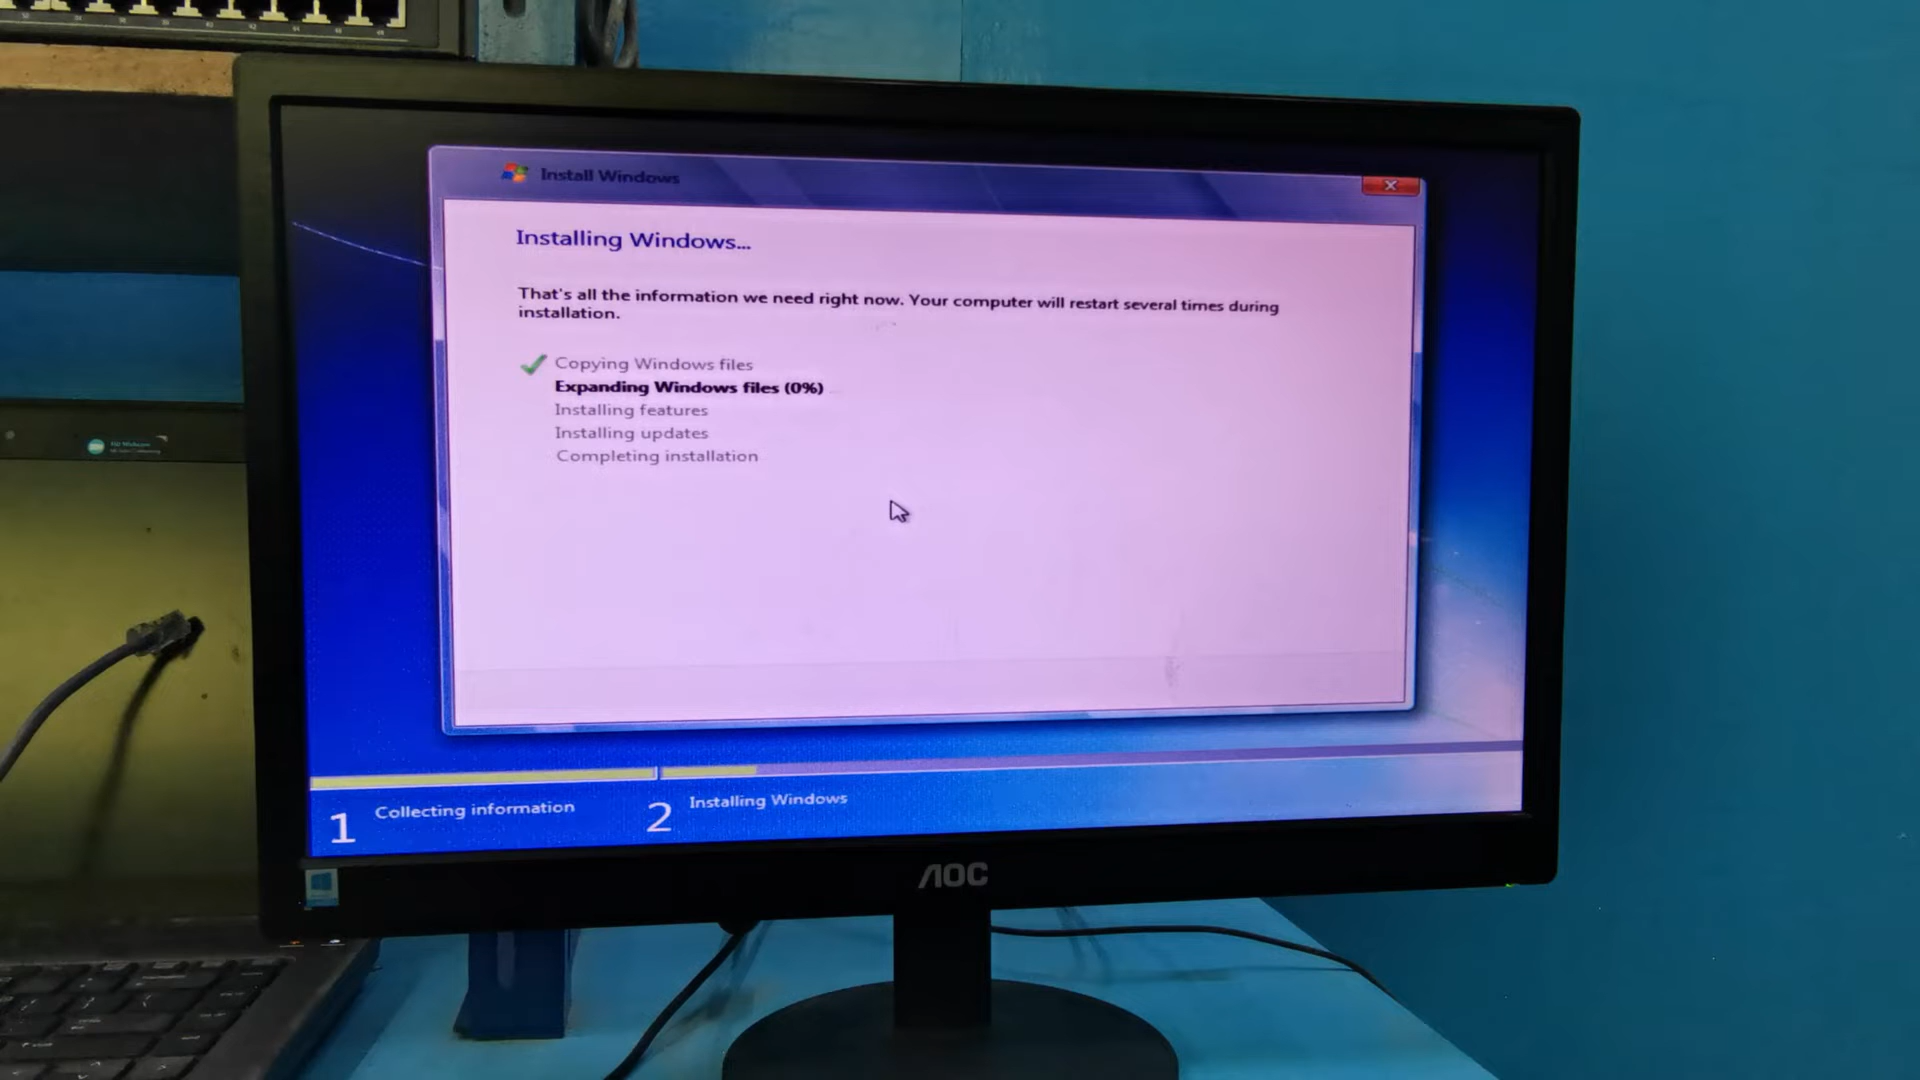 Install Windows
Installing Windows...
That's all the information we need right now. Your computer will restart several times during
installation.
Copying Windows files
Expanding Windows files (0%)
Installing features
Installing updates
Completing installation
1 Collecting information
2 Installing Windows
AOC